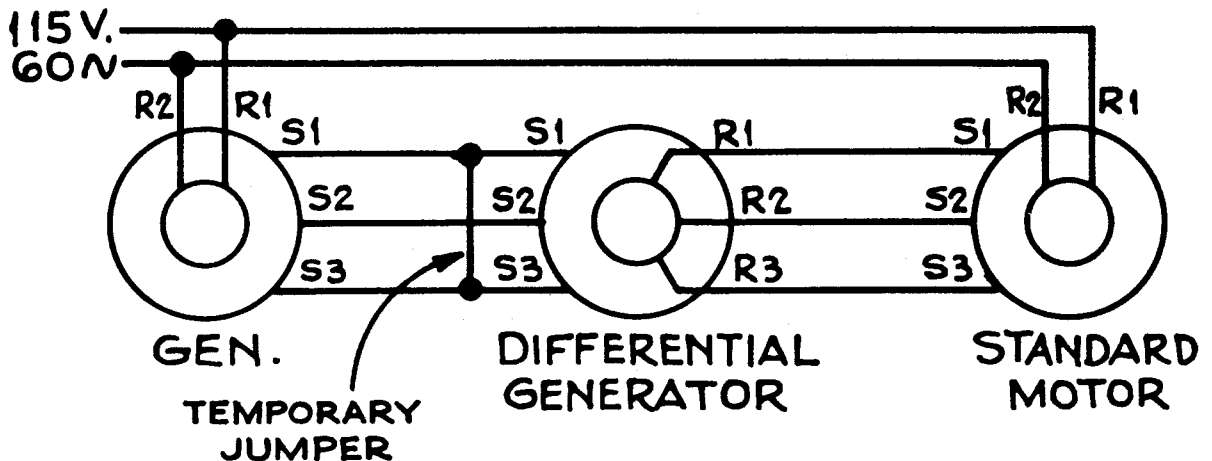 115V.
60~
R2 R1
R2 R1
S1 S1 R1 S1
S2 S2 R2 S2
S3 S3 R3 S3
GEN. DIFFERENTIAL GENERATOR STANDARD MOTOR
TEMPORARY
JUMPER